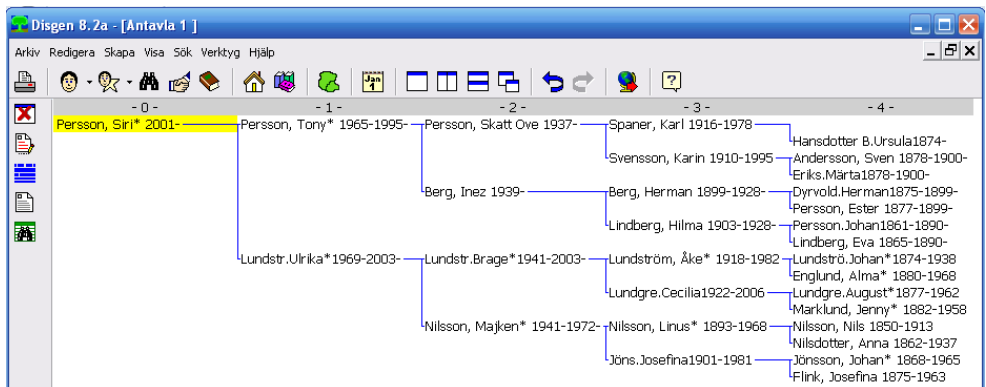 Disgen 8.2a - [Antavla 1 ]
Arkiv Redigera Skapa Visa Sök Verktyg Hjälp
Jan
1
- 0 - - 1 - - 2 - - 3 - - 4 -
Persson, Siri* 2001- Persson, Tony* 1965-1995- Persson, Skatt Ove 1937- Spaner, Karl 1916-1978
Hansdotter B.Ursula1874-
Svensson, Karin 1910-1995 Andersson, Sven 1878-1900-
Eriks.Märta1878-1900-
Berg, Inez 1939- Berg, Herman 1899-1928- Dyrvold.Herman1875-1899-
Persson, Ester 1877-1899-
Lindberg, Hilma 1903-1928- Persson.Johan1861-1890-
Lindberg, Eva 1865-1890-
Lundstr.Ulrika*1969-2003- Lundstr.Brage*1941-2003- Lundström, Åke* 1918-1982 Lundströ.Johan*1874-1938
Englund, Alma* 1880-1968
Lundgre.Cecilia1922-2006 Lundgre.August*1877-1962
Marklund, Jenny* 1882-1958
Nilsson, Majken* 1941-1972- Nilsson, Linus* 1893-1968 Nilsson, Nils 1850-1913
Nilsdotter, Anna 1862-1937
Jöns.Josefina1901-1981 Jönsson, Johan* 1868-1965
Flink, Josefina 1875-1963